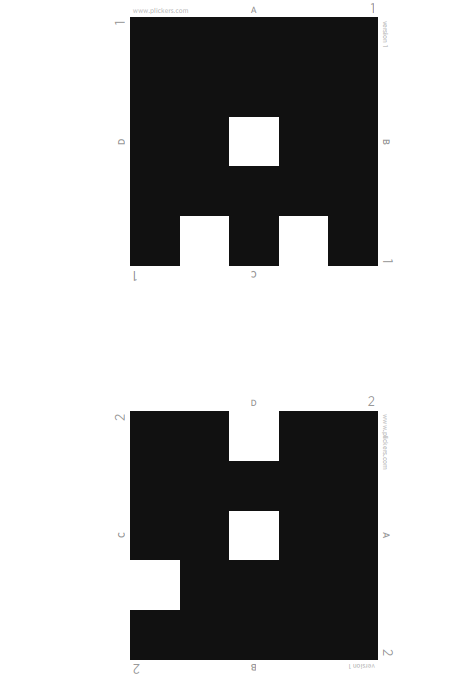 www.plickers.com A 1
1
version 1
D B
1
1 C
D 2
2
www.plickers.com
C A
2
2 B version 1